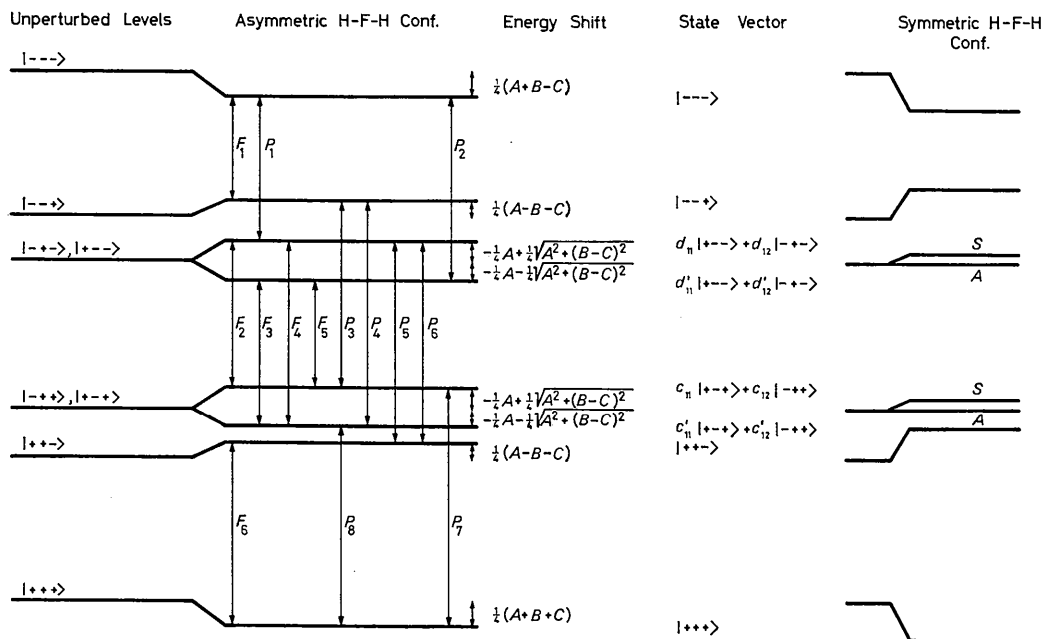 Unperturbed Levels Asymmetric H-F-H Conf. Energy Shift State Vector Symmetric H-F-H
Conf.
|---⟩
¼(A+B-C) |---⟩
F₁ P₁ P₂
|--+⟩ ¼(A-B-C) |--+⟩
|-+-⟩,|+--⟩ -¼A+¼√A²+(B-C)² d₁₁|+--⟩+d₁₂|-+-⟩ S
-¼A-¼√A²+(B-C)² d'₁₁|+--⟩+d'₁₂|-+-⟩ A
F₂ F₃ F₄ F₅ P₃ P₄ P₅ P₆
|-++⟩,|+-+⟩ -¼A+¼√A²+(B-C)² c₁₁|+-+⟩+c₁₂|-++⟩ S
-¼A-¼√A²+(B-C)² c'₁₁|+-+⟩+c'₁₂|-++⟩ A
|++-⟩ ¼(A-B-C) |++-⟩
F₆ P₈ P₇
|+++⟩ ¼(A+B+C) |+++⟩